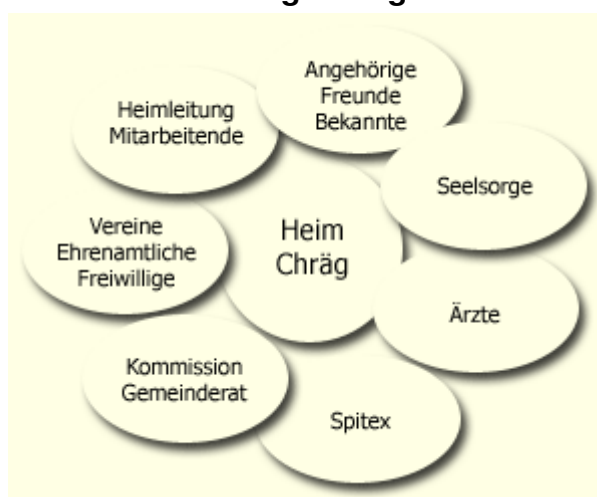 Angehörige
Freunde
Bekannte
Heimleitung
Mitarbeitende
Seelsorge
Vereine
Ehrenamtliche
Freiwillige
Heim
Chräg
Ärzte
Kommission
Gemeinderat
Spitex